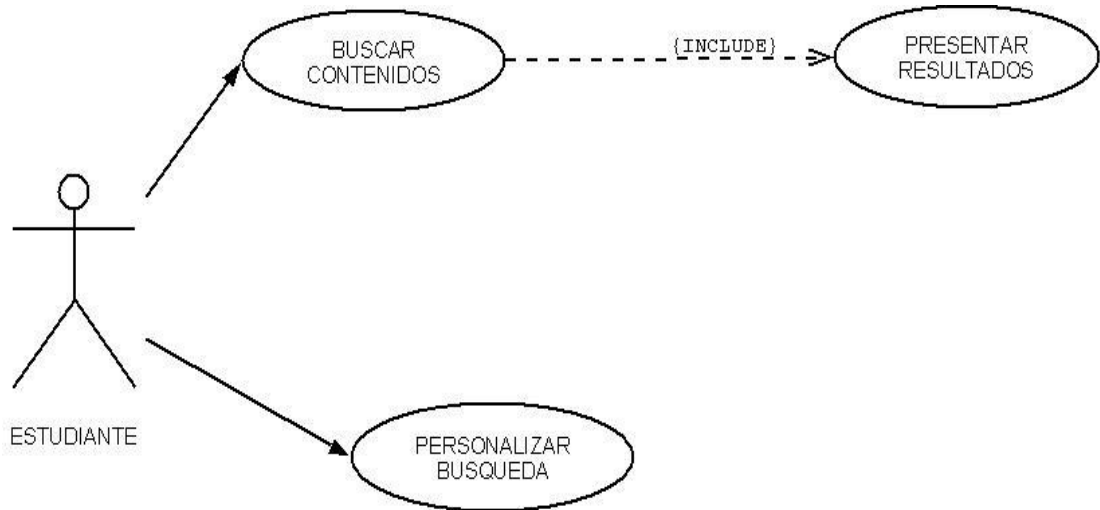 BUSCAR
CONTENIDOS
{INCLUDE}
PRESENTAR
RESULTADOS
ESTUDIANTE
PERSONALIZAR
BUSQUEDA